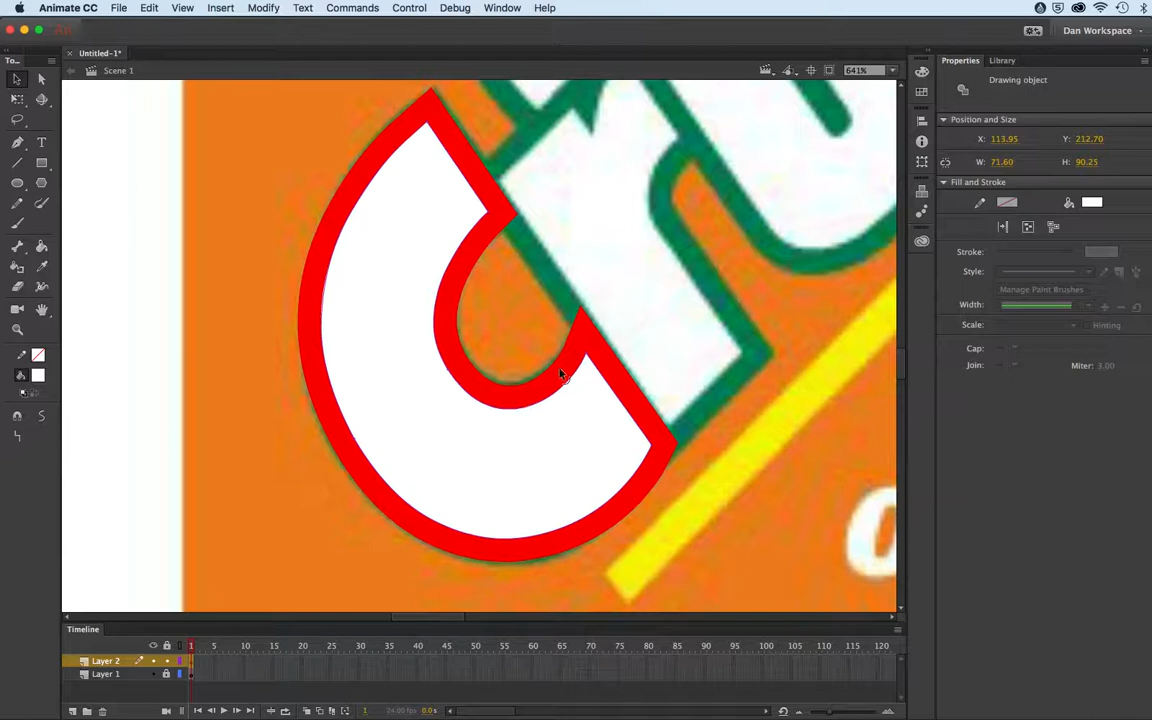 Animate CC File Edit View Insert Modify Text Commands Control Debug Window Help
Dan Workspace
To...
Untitled-1*
Scene 1
641%
Properties Library
Drawing object
Position and Size
X: 113.95 Y: 212.70
W: 71.60 H: 90.25
Fill and Stroke
Stroke:
Style:
Manage Paint Brushes
Width:
Scale: Hinting
Cap:
Join: Miter: 3.00
Timeline
1 5 10 15 20 25 30 35 40 45 50 55 60 65 70 75 80 85 90 95 100 105 110 115 120
Layer 2
Layer 1
1 24.00 fps 0.0s